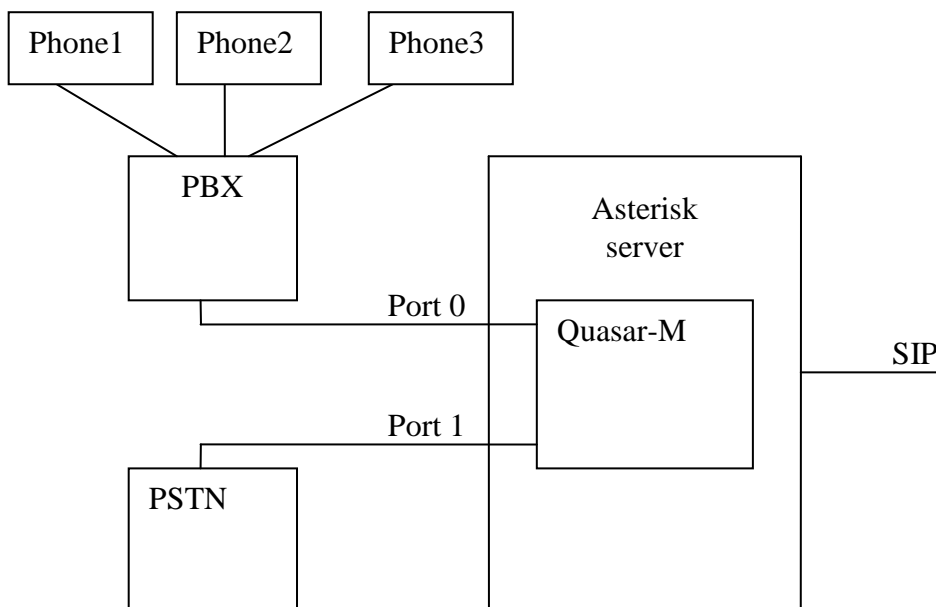 Phone1
Phone2
Phone3
PBX
Asterisk
server
Port 0
Quasar-M
SIP
Port 1
PSTN